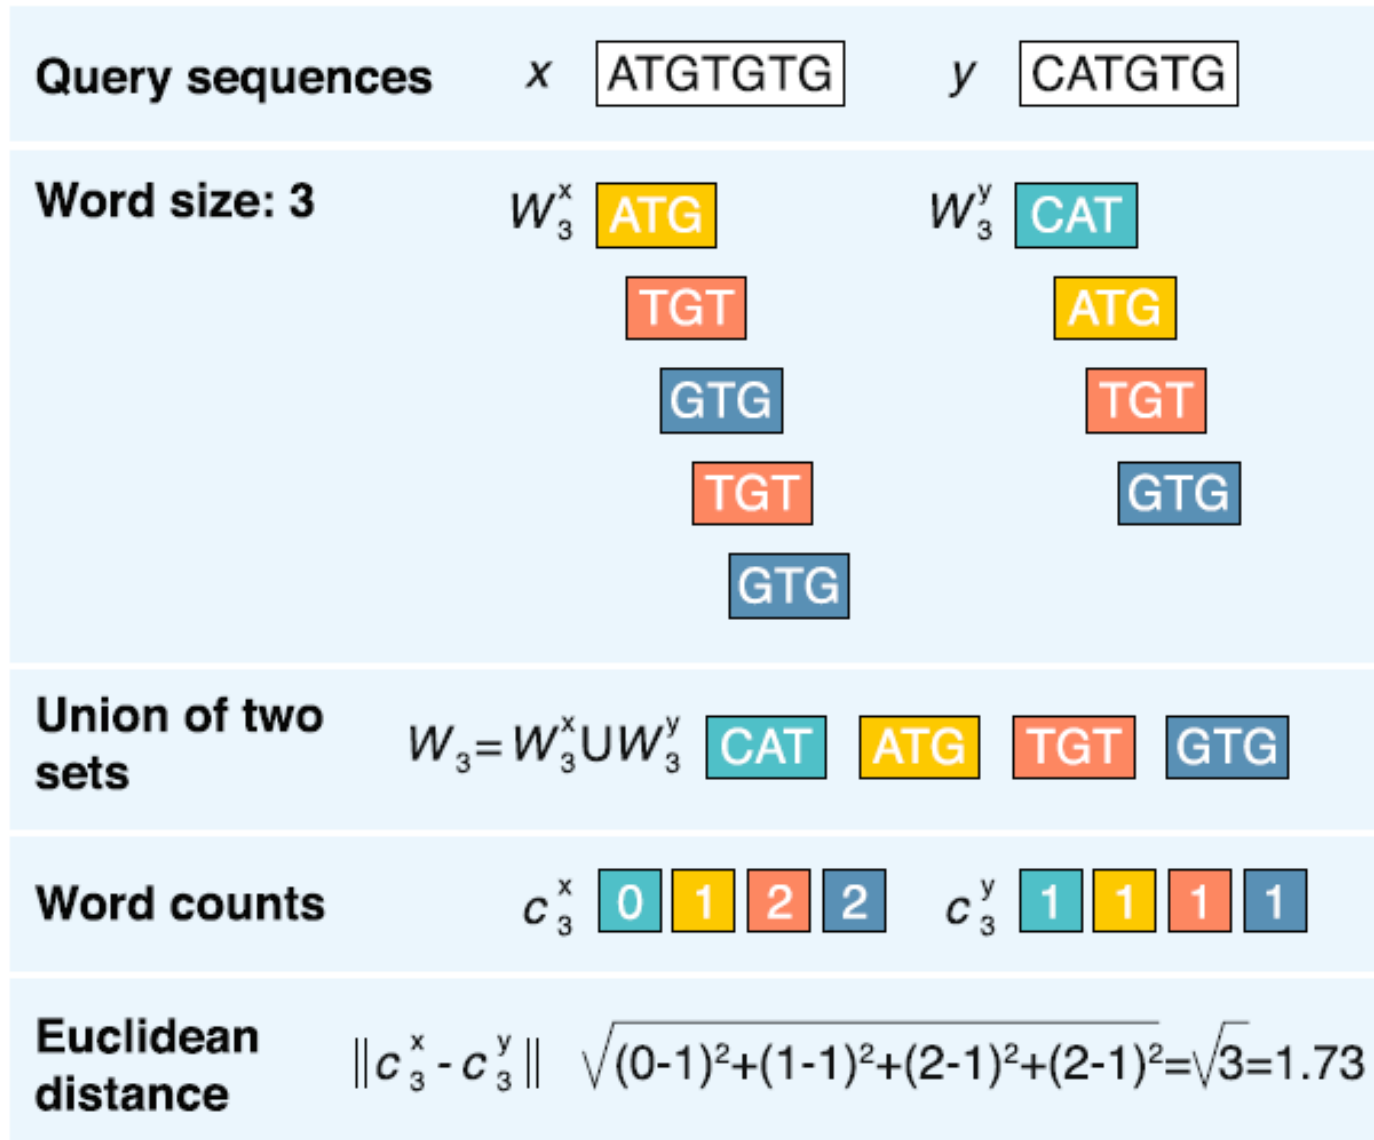 Query sequences x ATGTGTG y CATGTG
Word size: 3 W₃ˣ ATG W₃ʸ CAT
TGT ATG
GTG TGT
TGT GTG
GTG
Union of two
sets W₃= W₃ˣUW₃ʸ CAT ATG TGT GTG
Word counts c₃ˣ 0 1 2 2 c₃ʸ 1 1 1 1
Euclidean
distance ||c₃ˣ - c₃ʸ|| √(0-1)²+(1-1)²+(2-1)²+(2-1)²=√3=1.73